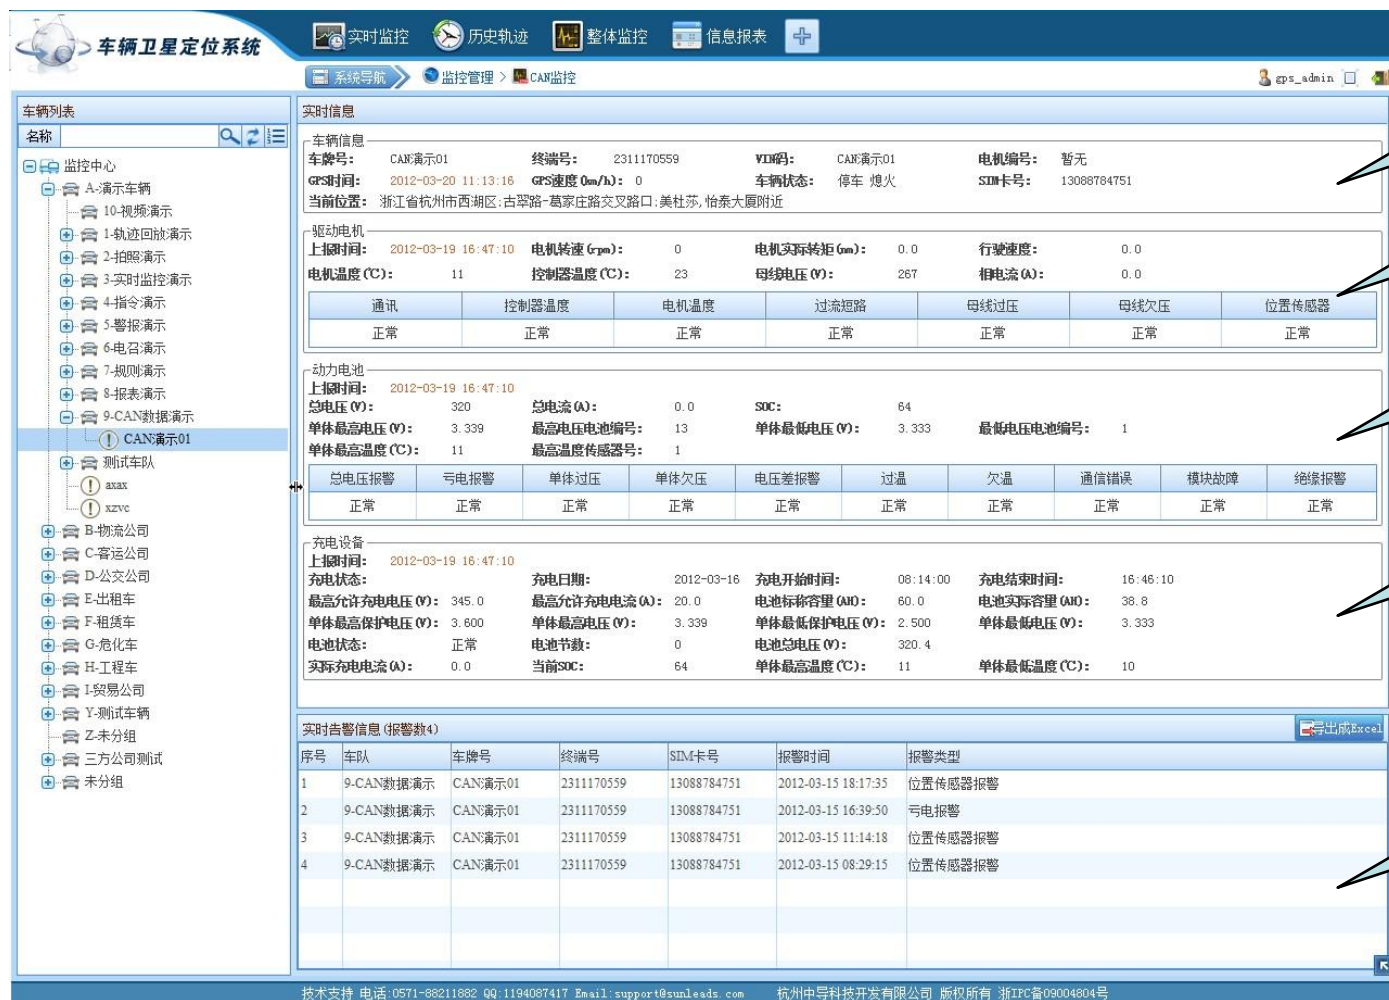 车辆卫星定位系统
实时监控 历史轨迹 整体监控 信息报表
系统导航 监控管理 > CAN监控 gps_admin
车辆列表
名称
监控中心
A-演示车辆
10-视频演示
1-轨迹回放演示
2-拍照演示
3-实时监控演示
4-指令演示
5-警报演示
6-电召演示
7-规则演示
8-报表演示
9-CAN数据演示
CAN演示01
测试车队
axax
xzvc
B-物流公司
C-客运公司
D-公交公司
E-出租车
F-租赁车
G-危化车
H-工程车
I-贸易公司
Y-测试车辆
Z-未分组
三方公司测试
未分组
实时信息
车辆信息
车牌号: CAN演示01 终端号: 2311170559 VIN码: CAN演示01 电机编号: 暂无
GPS时间: 2012-03-20 11:13:16 GPS速度(km/h): 0 车辆状态: 停车 熄火 SIM卡号: 13088784751
当前位置: 浙江省杭州市西湖区;古翠路-葛家庄路交叉路口;美杜莎,怡泰大厦附近
驱动电机
上报时间: 2012-03-19 16:47:10 电机转速(rpm): 0 电机实际转矩(nm): 0.0 行驶速度: 0.0
电机温度(℃): 11 控制器温度(℃): 23 母线电压(V): 267 相电流(A): 0.0
通讯 控制器温度 电机温度 过流短路 母线过压 母线欠压 位置传感器
正常 正常 正常 正常 正常 正常 正常
动力电池
上报时间: 2012-03-19 16:47:10
总电压(V): 320 总电流(A): 0.0 SOC: 64
单体最高电压(V): 3.339 最高电压电池编号: 13 单体最低电压(V): 3.333 最低电压电池编号: 1
单体最高温度(℃): 11 最高温度传感器号: 1
总电压报警 亏电报警 单体过压 单体欠压 电压差报警 过温 欠温 通信错误 模块故障 绝缘报警
正常 正常 正常 正常 正常 正常 正常 正常 正常 正常
充电设备
上报时间: 2012-03-19 16:47:10
充电状态: 充电日期: 2012-03-16 充电开始时间: 08:14:00 充电结束时间: 16:46:10
最高允许充电电压(V): 345.0 最高允许充电电流(A): 20.0 电池标称容量(AH): 60.0 电池实际容量(AH): 38.8
单体最高保护电压(V): 3.600 单体最高电压(V): 3.339 单体最低保护电压(V): 2.500 单体最低电压(V): 3.333
电池状态: 正常 电池节数: 0 电池总电压(V): 320.4
实际充电电流(A): 0.0 当前SOC: 64 单体最高温度(℃): 11 单体最低温度(℃): 10
实时告警信息(报警数4) 导出成Excel
序号 车队 车牌号 终端号 SIM卡号 报警时间 报警类型
1 9-CAN数据演示 CAN演示01 2311170559 13088784751 2012-03-15 18:17:35 位置传感器报警
2 9-CAN数据演示 CAN演示01 2311170559 13088784751 2012-03-15 16:39:50 亏电报警
3 9-CAN数据演示 CAN演示01 2311170559 13088784751 2012-03-15 11:14:18 位置传感器报警
4 9-CAN数据演示 CAN演示01 2311170559 13088784751 2012-03-15 08:29:15 位置传感器报警
技术支持 电话:0571-88211882 QQ:1194087417 Email:support@sunleads.com 杭州中导科技开发有限公司 版权所有 浙ICP备09004804号